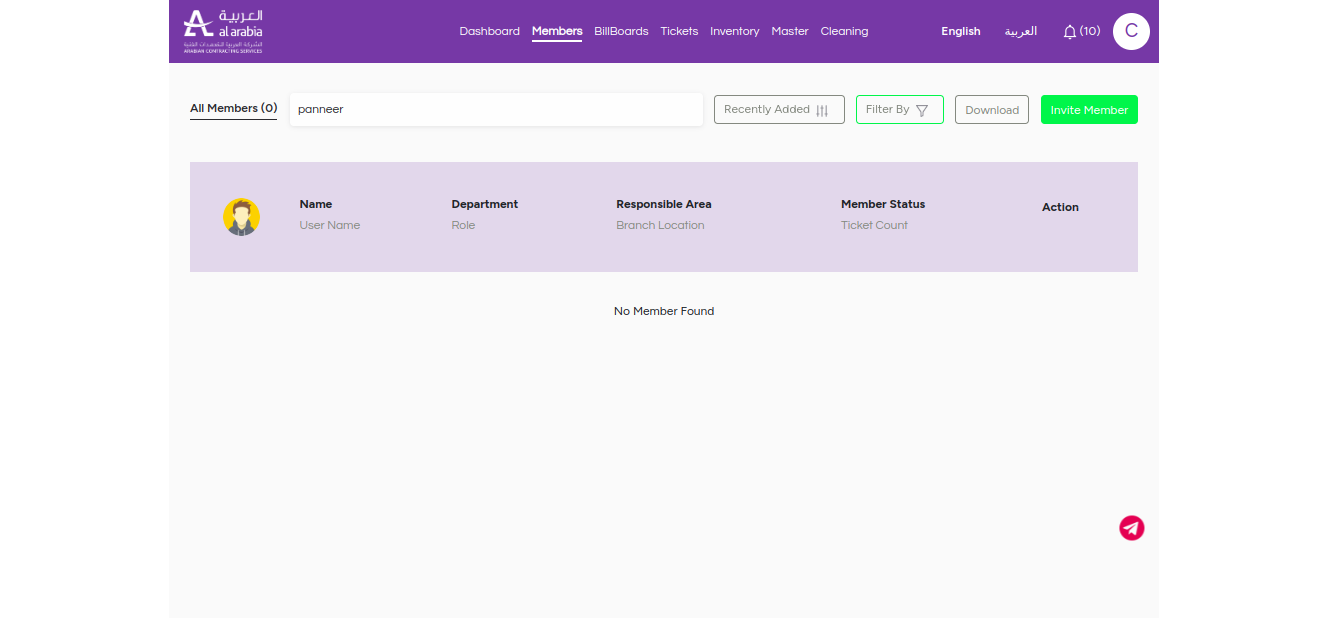 العربية
al arabia
الشركة العربية للتعهدات الفنية
ARABIAN CONTRACTING SERVICES
Dashboard Members BillBoards Tickets Inventory Master Cleaning English العربية (10) C
All Members (0) panneer Recently Added Filter By Download Invite Member
Name Department Responsible Area Member Status Action
User Name Role Branch Location Ticket Count
No Member Found